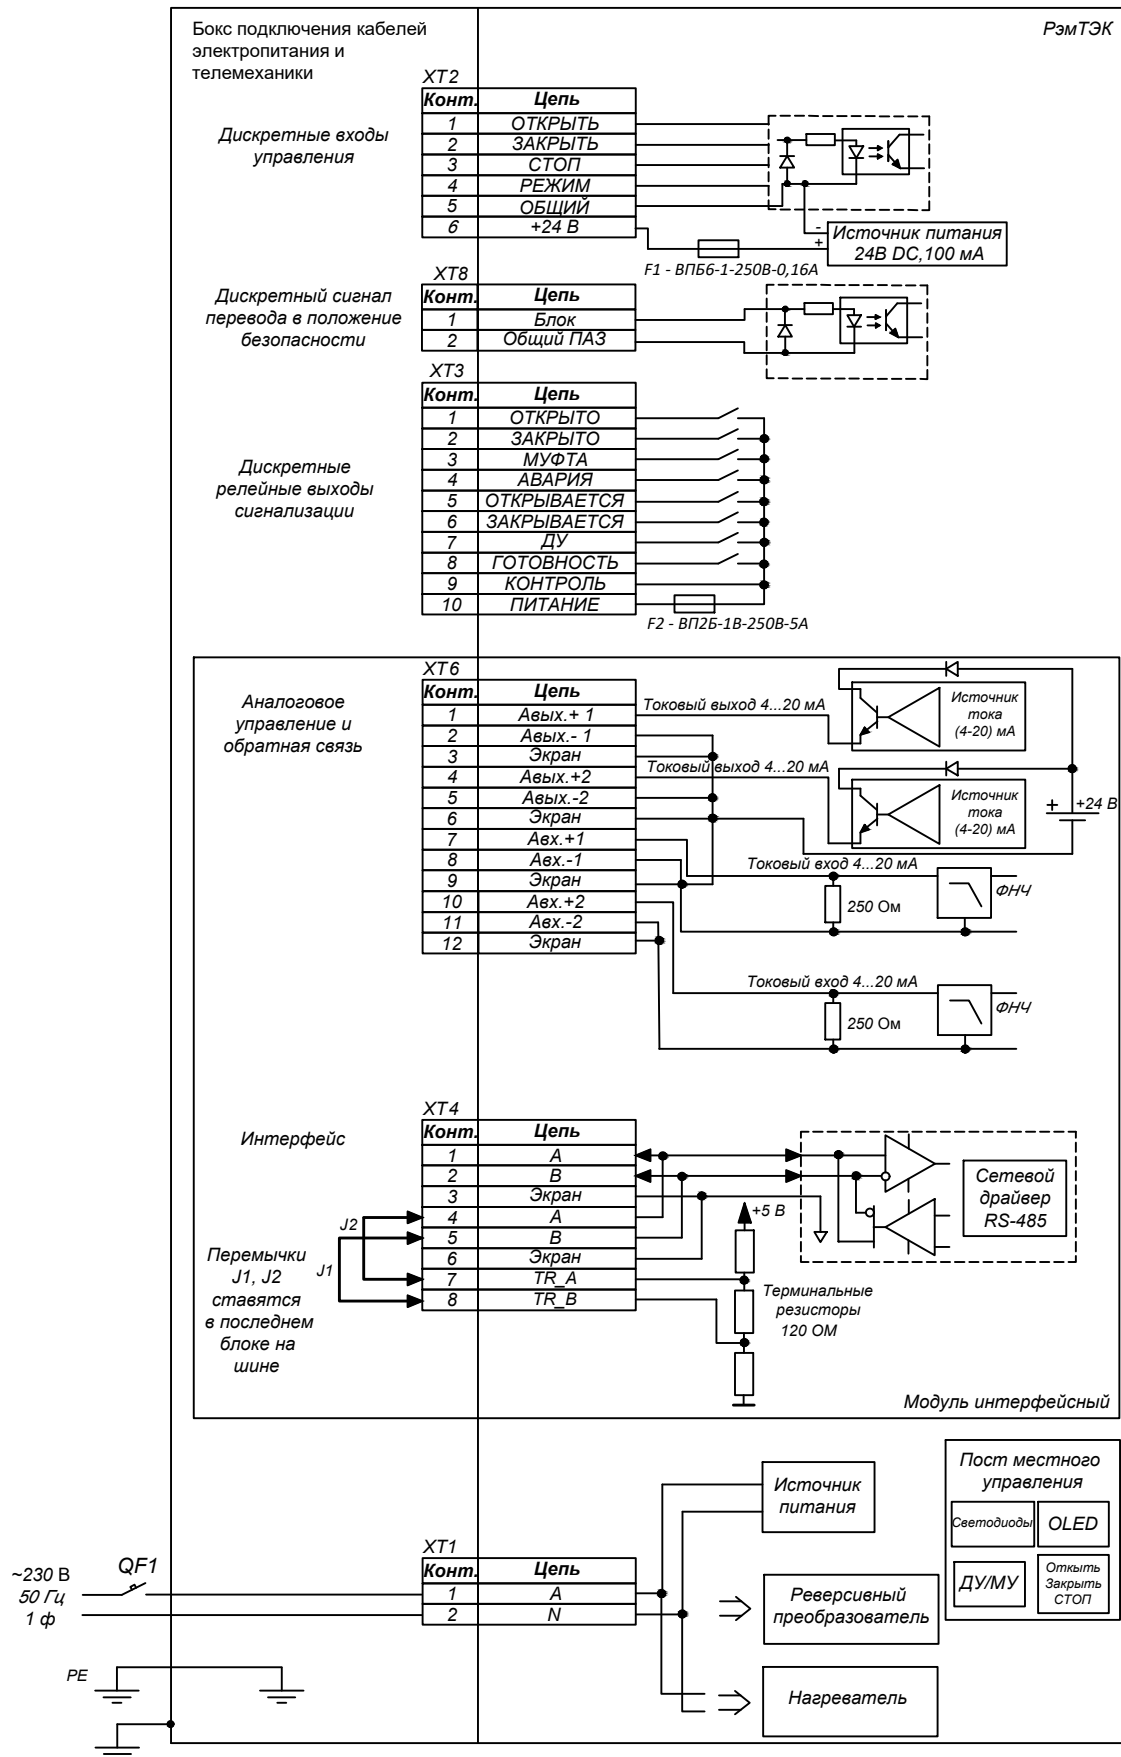 Бокс подключения кабелей
электропитания и
телемеханики
РэмТЭК
Дискретные входы
управления
XT2
Конт. Цепь
1 ОТКРЫТЬ
2 ЗАКРЫТЬ
3 СТОП
4 РЕЖИМ
5 ОБЩИЙ
6 +24 В
-
+
Источник питания
24В DC,100 мА
F1 - ВПБ6-1-250В-0,16А
Дискретный сигнал
перевода в положение
безопасности
XT8
Конт. Цепь
1 Блок
2 Общий ПАЗ
Дискретные
релейные выходы
сигнализации
XT3
Конт. Цепь
1 ОТКРЫТО
2 ЗАКРЫТО
3 МУФТА
4 АВАРИЯ
5 ОТКРЫВАЕТСЯ
6 ЗАКРЫВАЕТСЯ
7 ДУ
8 ГОТОВНОСТЬ
9 КОНТРОЛЬ
10 ПИТАНИЕ
F2 - ВП2Б-1В-250В-5А
Аналоговое
управление и
обратная связь
XT6
Конт. Цепь
1 Авых.+ 1
2 Авых.- 1
3 Экран
4 Авых.+2
5 Авых.-2
6 Экран
7 Авх.+1
8 Авх.-1
9 Экран
10 Авх.+2
11 Авх.-2
12 Экран
Токовый выход 4...20 мА
Источник
тока
(4-20) мА
Токовый выход 4...20 мА
Источник
тока
(4-20) мА
+
+24 В
Токовый вход 4...20 мА
250 Ом
ФНЧ
Токовый вход 4...20 мА
250 Ом
ФНЧ
Интерфейс
XT4
Конт. Цепь
1 A
2 B
3 Экран
4 A
5 B
6 Экран
7 TR_A
8 TR_B
J2
J1
Перемычки
J1, J2
ставятся
в последнем
блоке на
шине
+5 В
Терминальные
резисторы
120 ОМ
Сетевой
драйвер
RS-485
Модуль интерфейсный
~230 В
50 Гц
1 ф
QF1
XT1
Конт. Цепь
1 A
2 N
Источник
питания
Реверсивный
преобразователь
Нагреватель
Пост местного
управления
Светодиоды
OLED
ДУ/МУ
Откыть
Закрыть
СТОП
PE